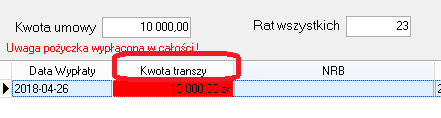 Kwota umowy 10 000,00 Rat wszystkich 23
Uwaga pożyczka wypłacona w całości !
Data Wypłaty Kwota transzy NRB
2018-04-26 10 000.00 zł